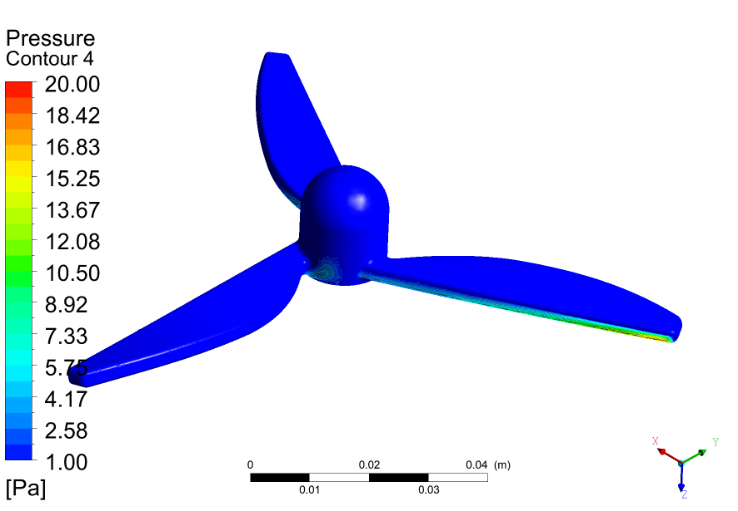 Pressure
Contour 4
20.00
18.42
16.83
15.25
13.67
12.08
10.50
8.92
7.33
5.75
4.17
2.58
1.00
[Pa]
0 0.02 0.04 (m)
0.01 0.03
X Y
Z